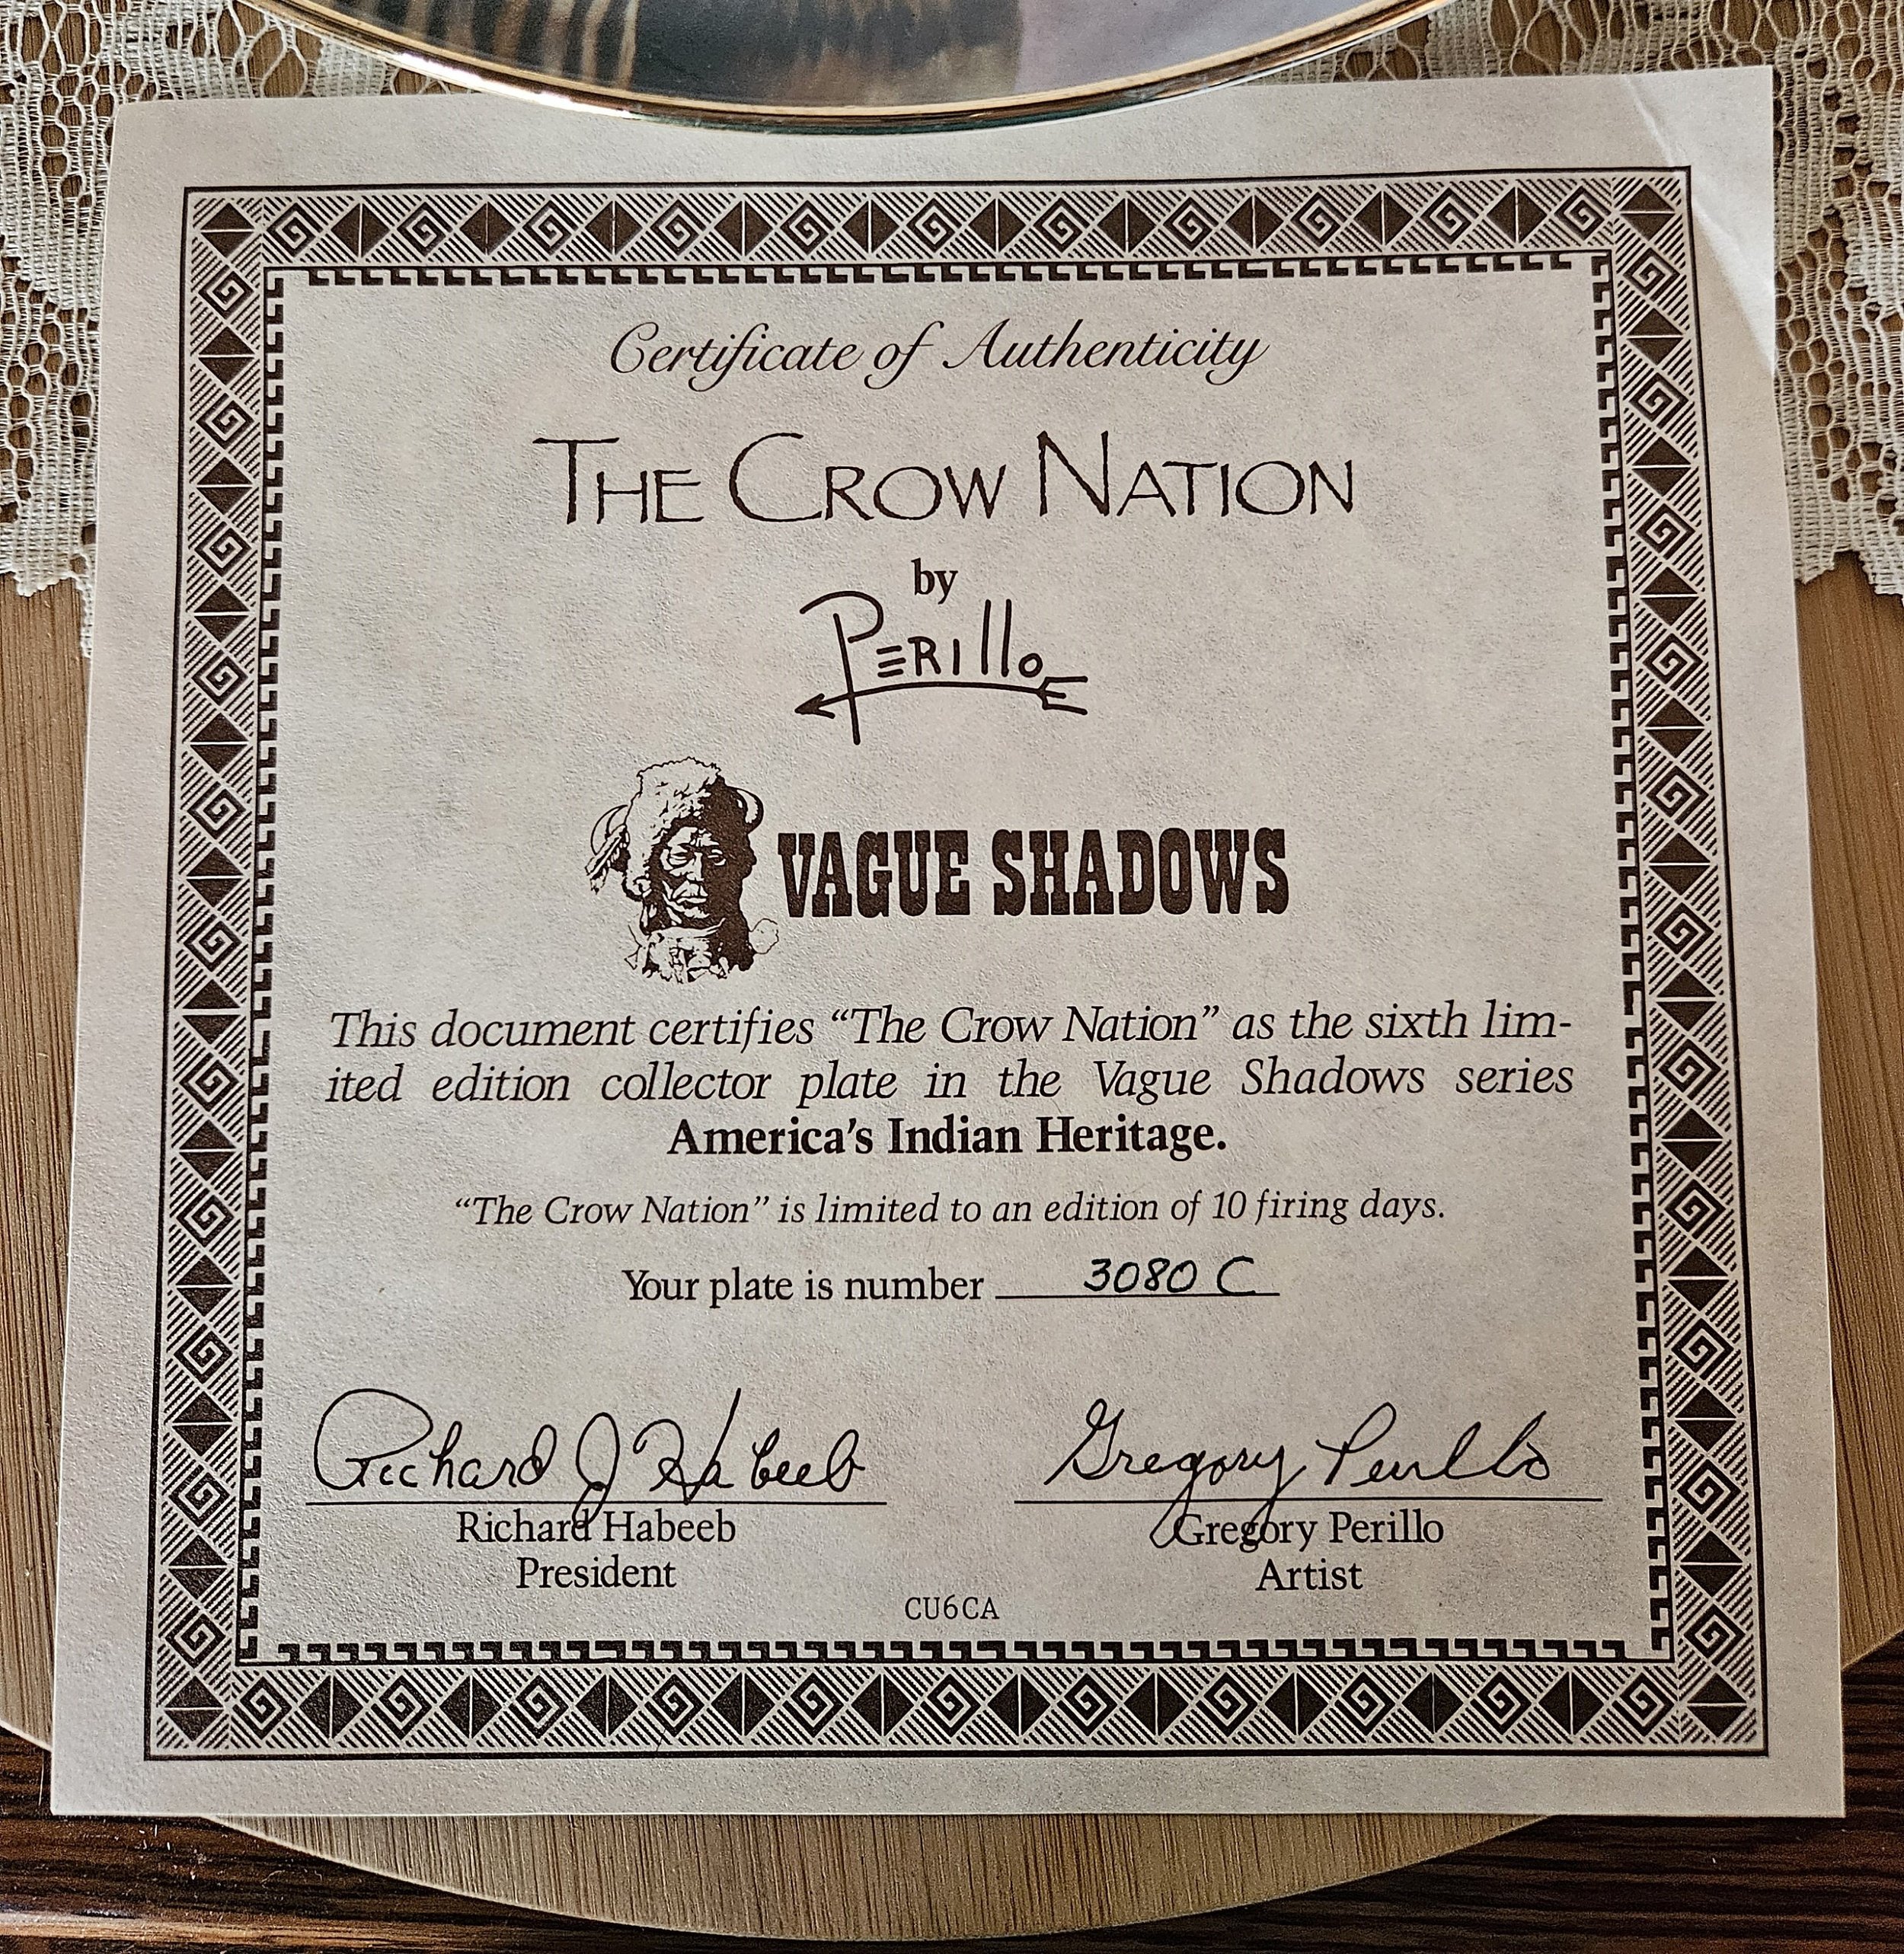 Certificate of Authenticity
THE CROW NATION
by
PERIllo
VAGUE SHADOWS
This document certifies “The Crow Nation” as the sixth lim-
ited edition collector plate in the Vague Shadows series
America’s Indian Heritage.
“The Crow Nation” is limited to an edition of 10 firing days.
Your plate is number 3080 C
Richard J Habeeb
Gregory Perillo
Richard Habeeb
Gregory Perillo
President
Artist
CU6CA